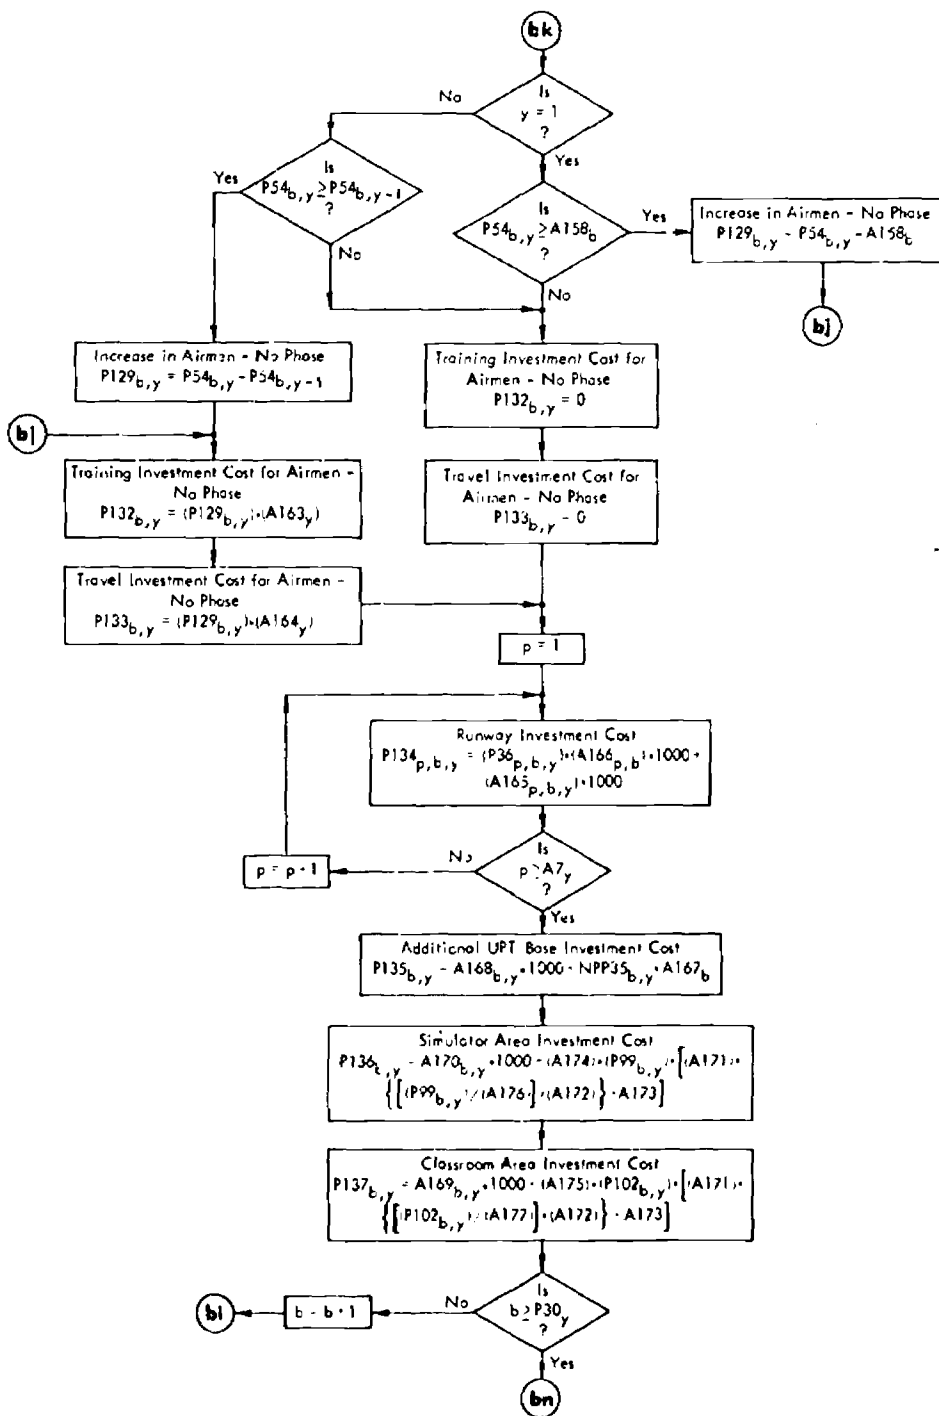 bk
Is
y = 1
?
No
Yes
Is
P54b,y ≥ P54b,y-1
?
Yes
No
Is
P54b,y ≥ A158b
?
Yes
No
Increase in Airmen - No Phase
P129b,y - P54b,y - A158b
bj
Increase in Airmen - No Phase
P129b,y = P54b,y - P54b,y-1
bj
Training Investment Cost for Airmen -
No Phase
P132b,y = (P129b,y)•(A163y)
Travel Investment Cost for Airmen -
No Phase
P133b,y = (P129b,y)•(A164y)
Training Investment Cost for
Airmen - No Phase
P132b,y = 0
Travel Investment Cost for
Airmen - No Phase
P133b,y - 0
p = 1
Runway Investment Cost
P134p,b,y = (P36p,b,y)•(A166p,b)•1000 +
(A165p,b,y)•1000
Is
p ≥ A7y
?
No
p = p + 1
Yes
Additional UPT Base Investment Cost
P135b,y - A168b,y •1000 - NPP35b,y • A167b
Simulator Area Investment Cost
P136b,y - A170b,y •1000 - (A174)•(P99b,y)•[(A171)•
{[(P99b,y)/(A176)]•(A172)} - A173]
Classroom Area Investment Cost
P137b,y = A169b,y •1000 - (A175)•(P102b,y)•[(A171)•
{[(P102b,y)/(A177)]•(A172)} - A173]
Is
b ≥ P30y
?
No
b - b + 1
bi
Yes
bn